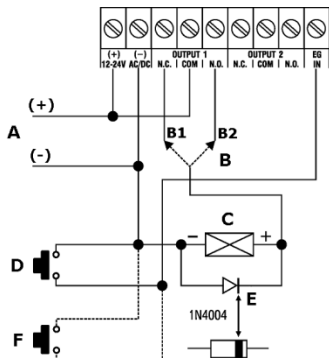 (+) (−) OUTPUT 1 OUTPUT 2 EG
12-24V AC/DC N.C. COM N.O. N.C. COM N.O. IN
(+)
A
B1 B2
B
(−)
C
− +
D
E
1N4004
F